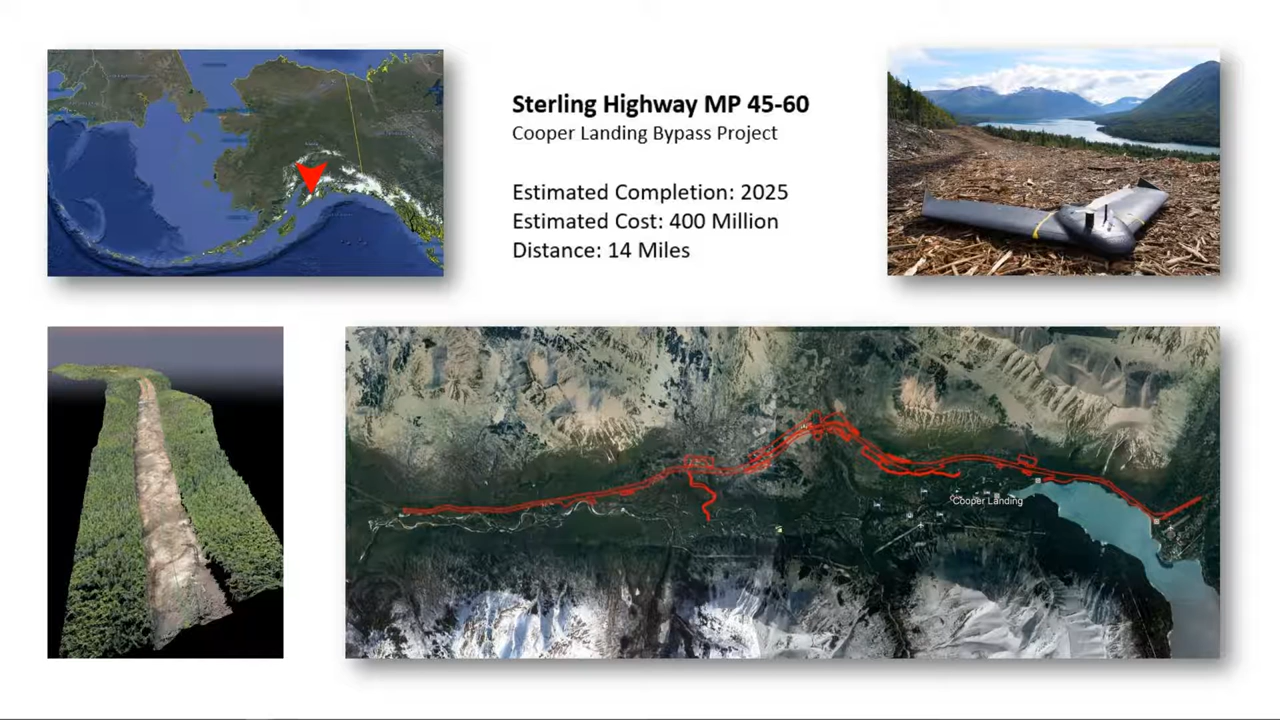 Sterling Highway MP 45-60
Cooper Landing Bypass Project
Estimated Completion: 2025
Estimated Cost: 400 Million
Distance: 14 Miles
Cooper Landing